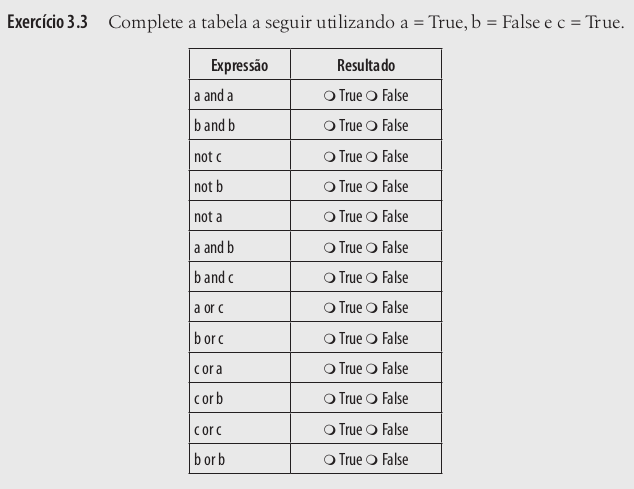 Exercício 3.3 Complete a tabela a seguir utilizando a = True, b = False e c = True.
Expressão Resultado
a and a ❍ True ❍ False
b and b ❍ True ❍ False
not c ❍ True ❍ False
not b ❍ True ❍ False
not a ❍ True ❍ False
a and b ❍ True ❍ False
b and c ❍ True ❍ False
a or c ❍ True ❍ False
b or c ❍ True ❍ False
c or a ❍ True ❍ False
c or b ❍ True ❍ False
c or c ❍ True ❍ False
b or b ❍ True ❍ False